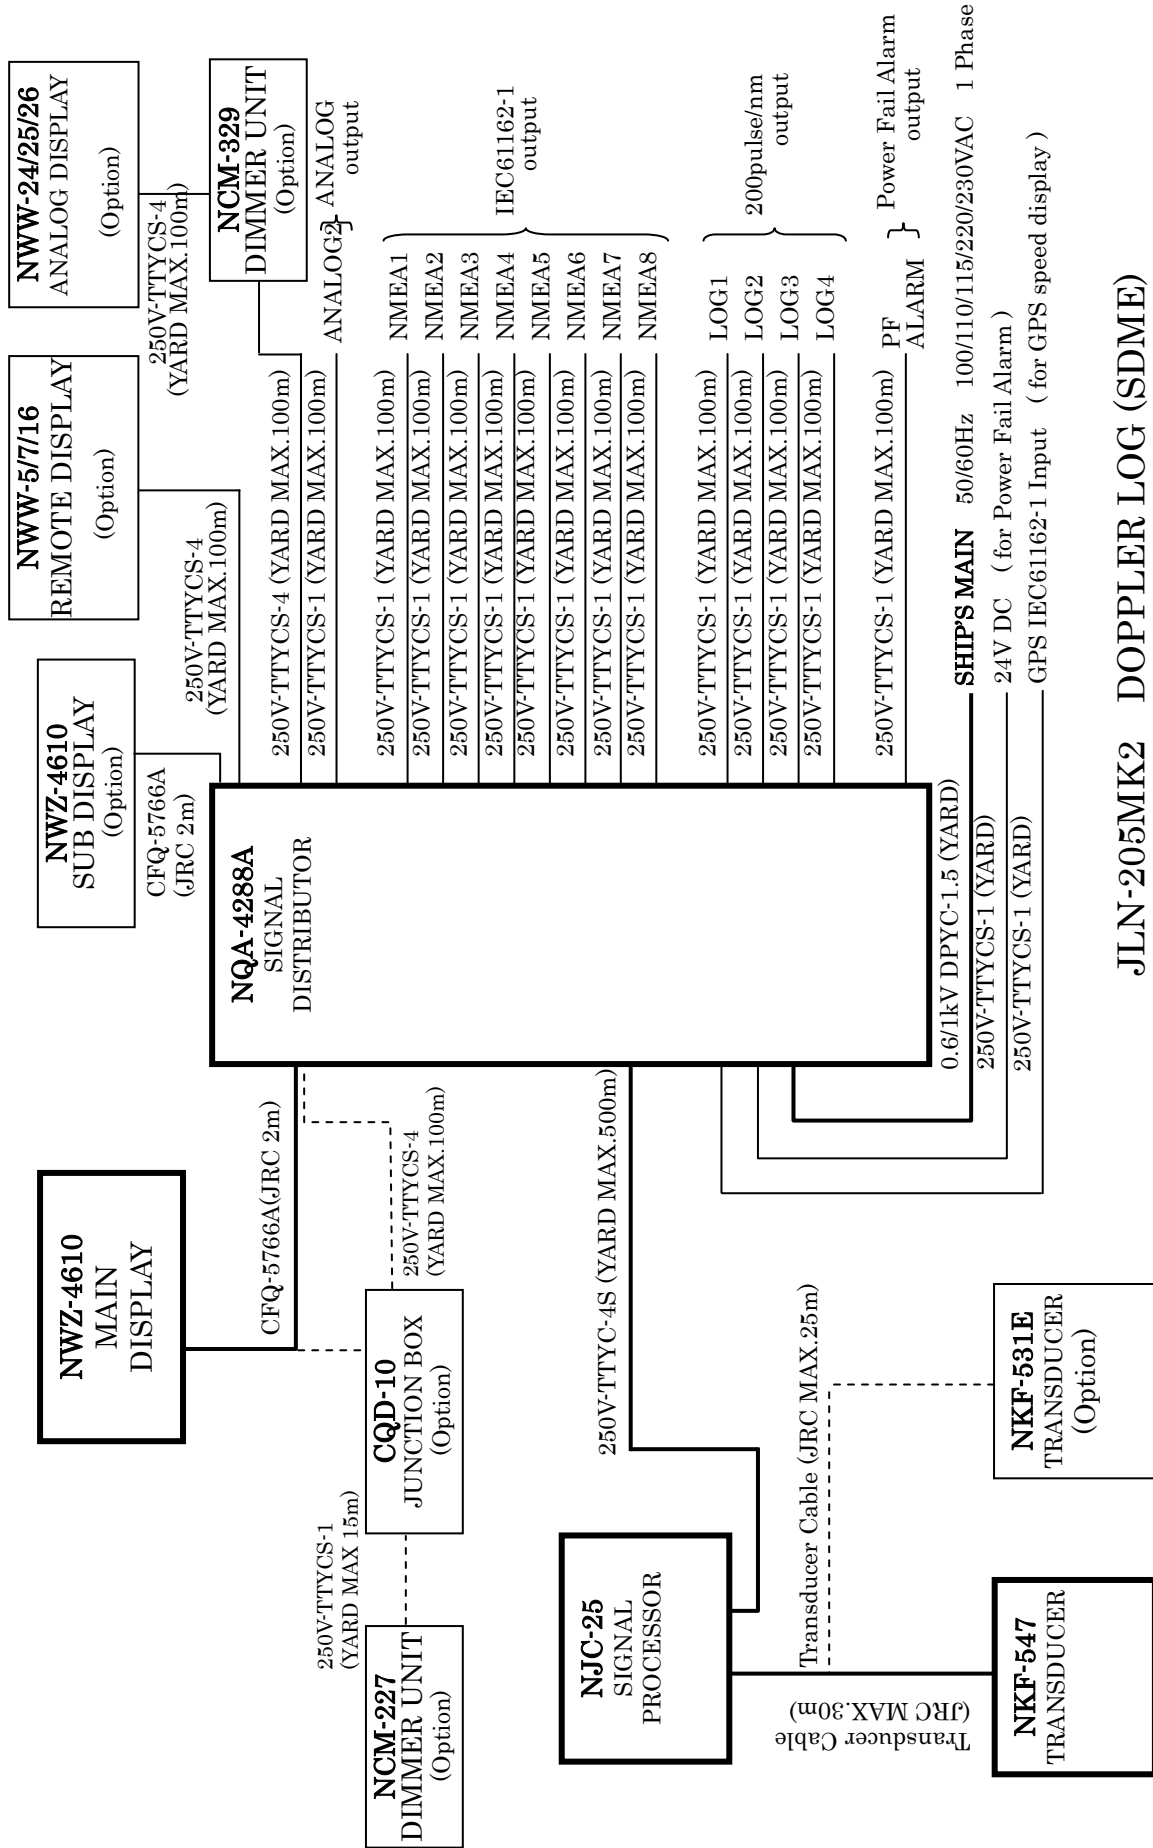 NWZ-4610
MAIN
DISPLAY
CFQ-5766A(JRC 2m)
NCM-227
DIMMER UNIT
(Option)
250V-TTYCS-1
(YARD MAX 15m)
CQD-10
JUNCTION BOX
(Option)
250V-TTYCS-4
(YARD MAX.100m)
NJC-25
SIGNAL
PROCESSOR
250V-TTYC-4S (YARD MAX.500m)
Transducer Cable
(JRC MAX.30m)
Transducer Cable (JRC MAX.25m)
NKF-547
TRANSDUCER
NKF-531E
TRANSDUCER
(Option)
NQA-4288A
SIGNAL
DISTRIBUTOR
NWZ-4610
SUB DISPLAY
(Option)
CFQ-5766A
(JRC 2m)
NWW-5/7/16
REMOTE DISPLAY
(Option)
250V-TTYCS-4
(YARD MAX.100m)
NWW-24/25/26
ANALOG DISPLAY
(Option)
250V-TTYCS-4
(YARD MAX.100m)
NCM-329
DIMMER UNIT
(Option)
250V-TTYCS-4 (YARD MAX.100m)
250V-TTYCS-1 (YARD MAX.100m) ANALOG2
ANALOG
output
250V-TTYCS-1 (YARD MAX.100m) NMEA1
250V-TTYCS-1 (YARD MAX.100m) NMEA2
250V-TTYCS-1 (YARD MAX.100m) NMEA3
250V-TTYCS-1 (YARD MAX.100m) NMEA4
250V-TTYCS-1 (YARD MAX.100m) NMEA5
250V-TTYCS-1 (YARD MAX.100m) NMEA6
250V-TTYCS-1 (YARD MAX.100m) NMEA7
250V-TTYCS-1 (YARD MAX.100m) NMEA8
IEC61162-1
output
250V-TTYCS-1 (YARD MAX.100m) LOG1
250V-TTYCS-1 (YARD MAX.100m) LOG2
250V-TTYCS-1 (YARD MAX.100m) LOG3
250V-TTYCS-1 (YARD MAX.100m) LOG4
200pulse/nm
output
250V-TTYCS-1 (YARD MAX.100m) PF
ALARM
Power Fail Alarm
output
0.6/1kV DPYC-1.5 (YARD) SHIP'S MAIN 50/60Hz 100/110/115/220/230VAC 1 Phase
250V-TTYCS-1 (YARD) 24V DC (for Power Fail Alarm)
250V-TTYCS-1 (YARD) GPS IEC61162-1 Input (for GPS speed display)
JLN-205MK2 DOPPLER LOG (SDME)